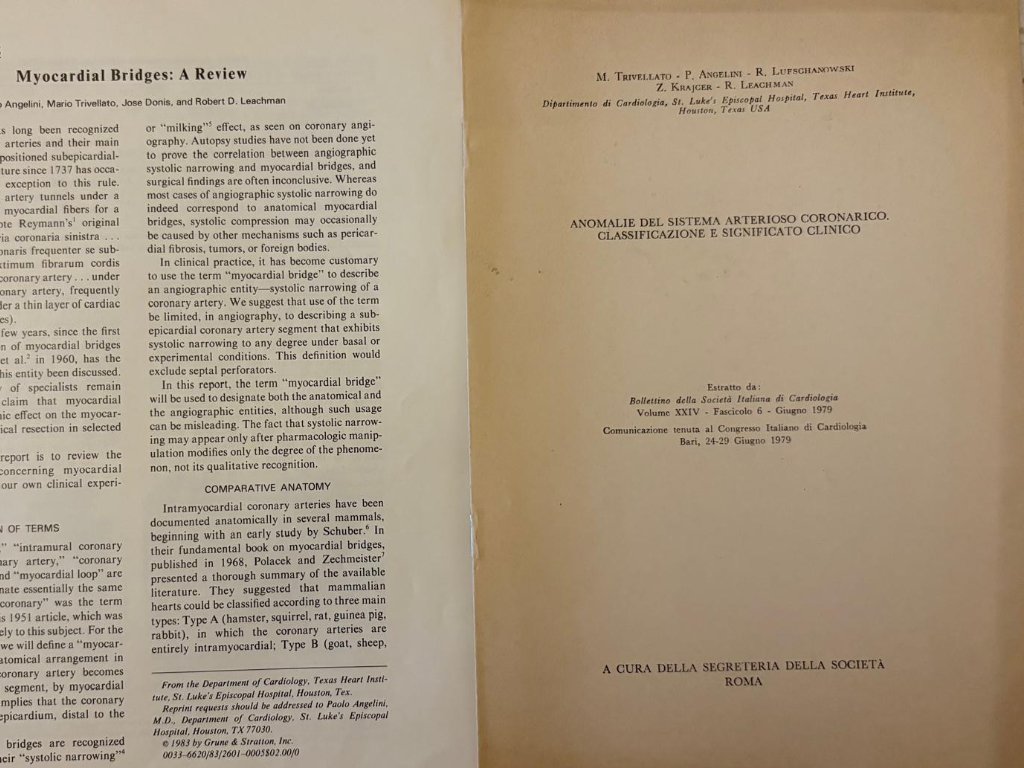 Myocardial Bridges: A Review
Angelini, Mario Trivellato, Jose Donis, and Robert D. Leachman
long been recognized
arteries and their main
positioned subepicardial-
ture since 1737 has occa-
exception to this rule.
artery tunnels under a
myocardial fibers for a
Reymann's¹ original
ria coronaria sinistra . . .
onaris frequenter se sub-
xtimum fibrarum cordis
coronary artery . . . under
onary artery, frequently
der a thin layer of cardiac
es).
few years, since the first
n of myocardial bridges
et al.² in 1960, has the
his entity been discussed.
of specialists remain
claim that myocardial
ic effect on the myocar-
ical resection in selected
report is to review the
concerning myocardial
our own clinical experi-
N OF TERMS
" "intramural coronary
nary artery," "coronary
nd "myocardial loop" are
nate essentially the same
coronary" was the term
is 1951 article, which was
ely to this subject. For the
we will define a "myocar-
atomical arrangement in
coronary artery becomes
segment, by myocardial
mplies that the coronary
epicardium, distal to the
bridges are recognized
heir "systolic narrowing"⁴
or "milking"⁵ effect, as seen on coronary angi-
ography. Autopsy studies have not been done yet
to prove the correlation between angiographic
systolic narrowing and myocardial bridges, and
surgical findings are often inconclusive. Whereas
most cases of angiographic systolic narrowing do
indeed correspond to anatomical myocardial
bridges, systolic compression may occasionally
be caused by other mechanisms such as pericar-
dial fibrosis, tumors, or foreign bodies.
In clinical practice, it has become customary
to use the term "myocardial bridge" to describe
an angiographic entity—systolic narrowing of a
coronary artery. We suggest that use of the term
be limited, in angiography, to describing a sub-
epicardial coronary artery segment that exhibits
systolic narrowing to any degree under basal or
experimental conditions. This definition would
exclude septal perforators.
In this report, the term "myocardial bridge"
will be used to designate both the anatomical and
the angiographic entities, although such usage
can be misleading. The fact that systolic narrow-
ing may appear only after pharmacologic manip-
ulation modifies only the degree of the phenome-
non, not its qualitative recognition.
COMPARATIVE ANATOMY
Intramyocardial coronary arteries have been
documented anatomically in several mammals,
beginning with an early study by Schuber.⁶ In
their fundamental book on myocardial bridges,
published in 1968, Polacek and Zechmeister⁷
presented a thorough summary of the available
literature. They suggested that mammalian
hearts could be classified according to three main
types: Type A (hamster, squirrel, rat, guinea pig,
rabbit), in which the coronary arteries are
entirely intramyocardial; Type B (goat, sheep,
From the Department of Cardiology, Texas Heart Insti-
tute, St. Luke's Episcopal Hospital, Houston, Tex.
Reprint requests should be addressed to Paolo Angelini,
M.D., Department of Cardiology, St. Luke's Episcopal
Hospital, Houston, TX 77030.
© 1983 by Grune & Stratton, Inc.
0033–6620/83/2601–0005$02.00/0
M. TRIVELLATO - P. ANGELINI - R. LUFSCHANOWSKI
Z. KRAJCER - R. LEACHMAN
Dipartimento di Cardiologia, St. Luke's Episcopal Hospital, Texas Heart Institute,
Houston, Texas USA
ANOMALIE DEL SISTEMA ARTERIOSO CORONARICO.
CLASSIFICAZIONE E SIGNIFICATO CLINICO
Estratto da:
Bollettino della Società Italiana di Cardiologia
Volume XXIV - Fascicolo 6 - Giugno 1979
Comunicazione tenuta al Congresso Italiano di Cardiologia
Bari, 24-29 Giugno 1979
A CURA DELLA SEGRETERIA DELLA SOCIETÀ
ROMA